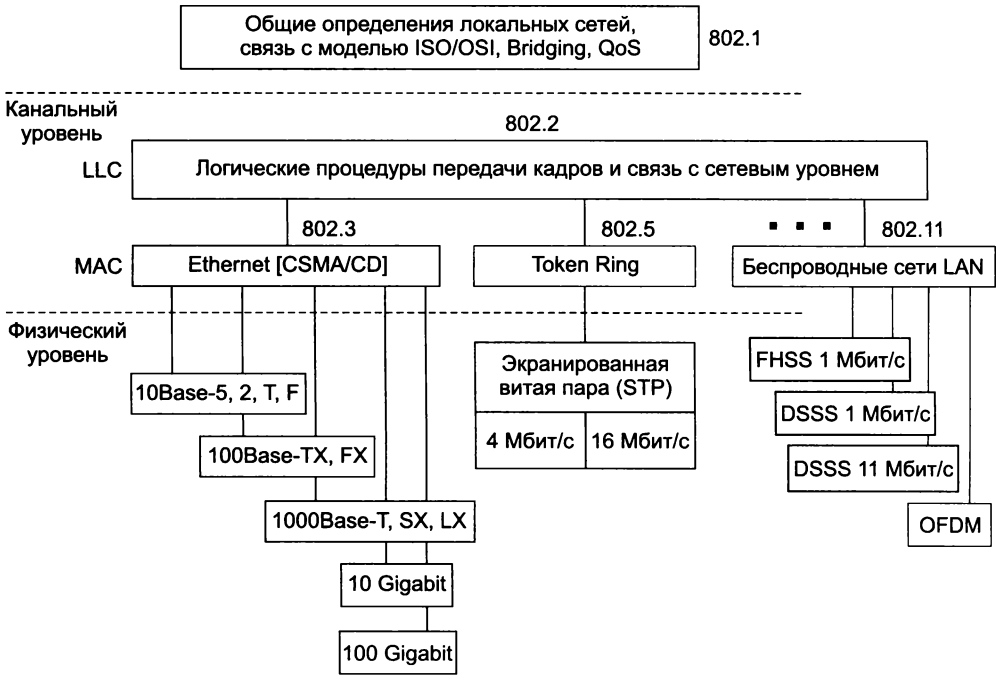 Общие определения локальных сетей,
связь с моделью ISO/OSI, Bridging, QoS
802.1
Канальный
уровень
802.2
LLC
Логические процедуры передачи кадров и связь с сетевым уровнем
802.3
802.5
802.11
MAC
Ethernet [CSMA/CD]
Token Ring
Беспроводные сети LAN
Физический
уровень
10Base-5, 2, T, F
100Base-TX, FX
1000Base-T, SX, LX
10 Gigabit
100 Gigabit
Экранированная
витая пара (STP)
4 Мбит/с
16 Мбит/с
FHSS 1 Мбит/с
DSSS 1 Мбит/с
DSSS 11 Мбит/с
OFDM